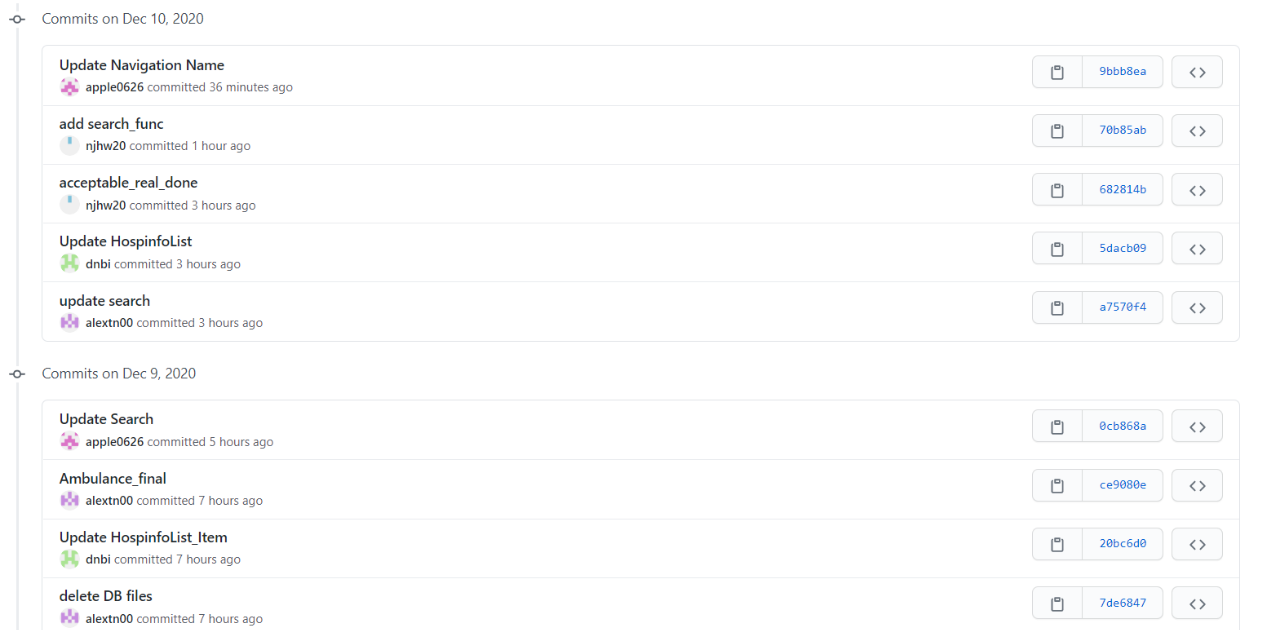 Commits on Dec 10, 2020
Update Navigation Name
apple0626 committed 36 minutes ago
9bbb8ea
add search_func
njhw20 committed 1 hour ago
70b85ab
acceptable_real_done
njhw20 committed 3 hours ago
682814b
Update HospinfoList
dnbi committed 3 hours ago
5dacb09
update search
alextn00 committed 3 hours ago
a7570f4
Commits on Dec 9, 2020
Update Search
apple0626 committed 5 hours ago
0cb868a
Ambulance_final
alextn00 committed 7 hours ago
ce9080e
Update HospinfoList_Item
dnbi committed 7 hours ago
20bc6d0
delete DB files
alextn00 committed 7 hours ago
7de6847